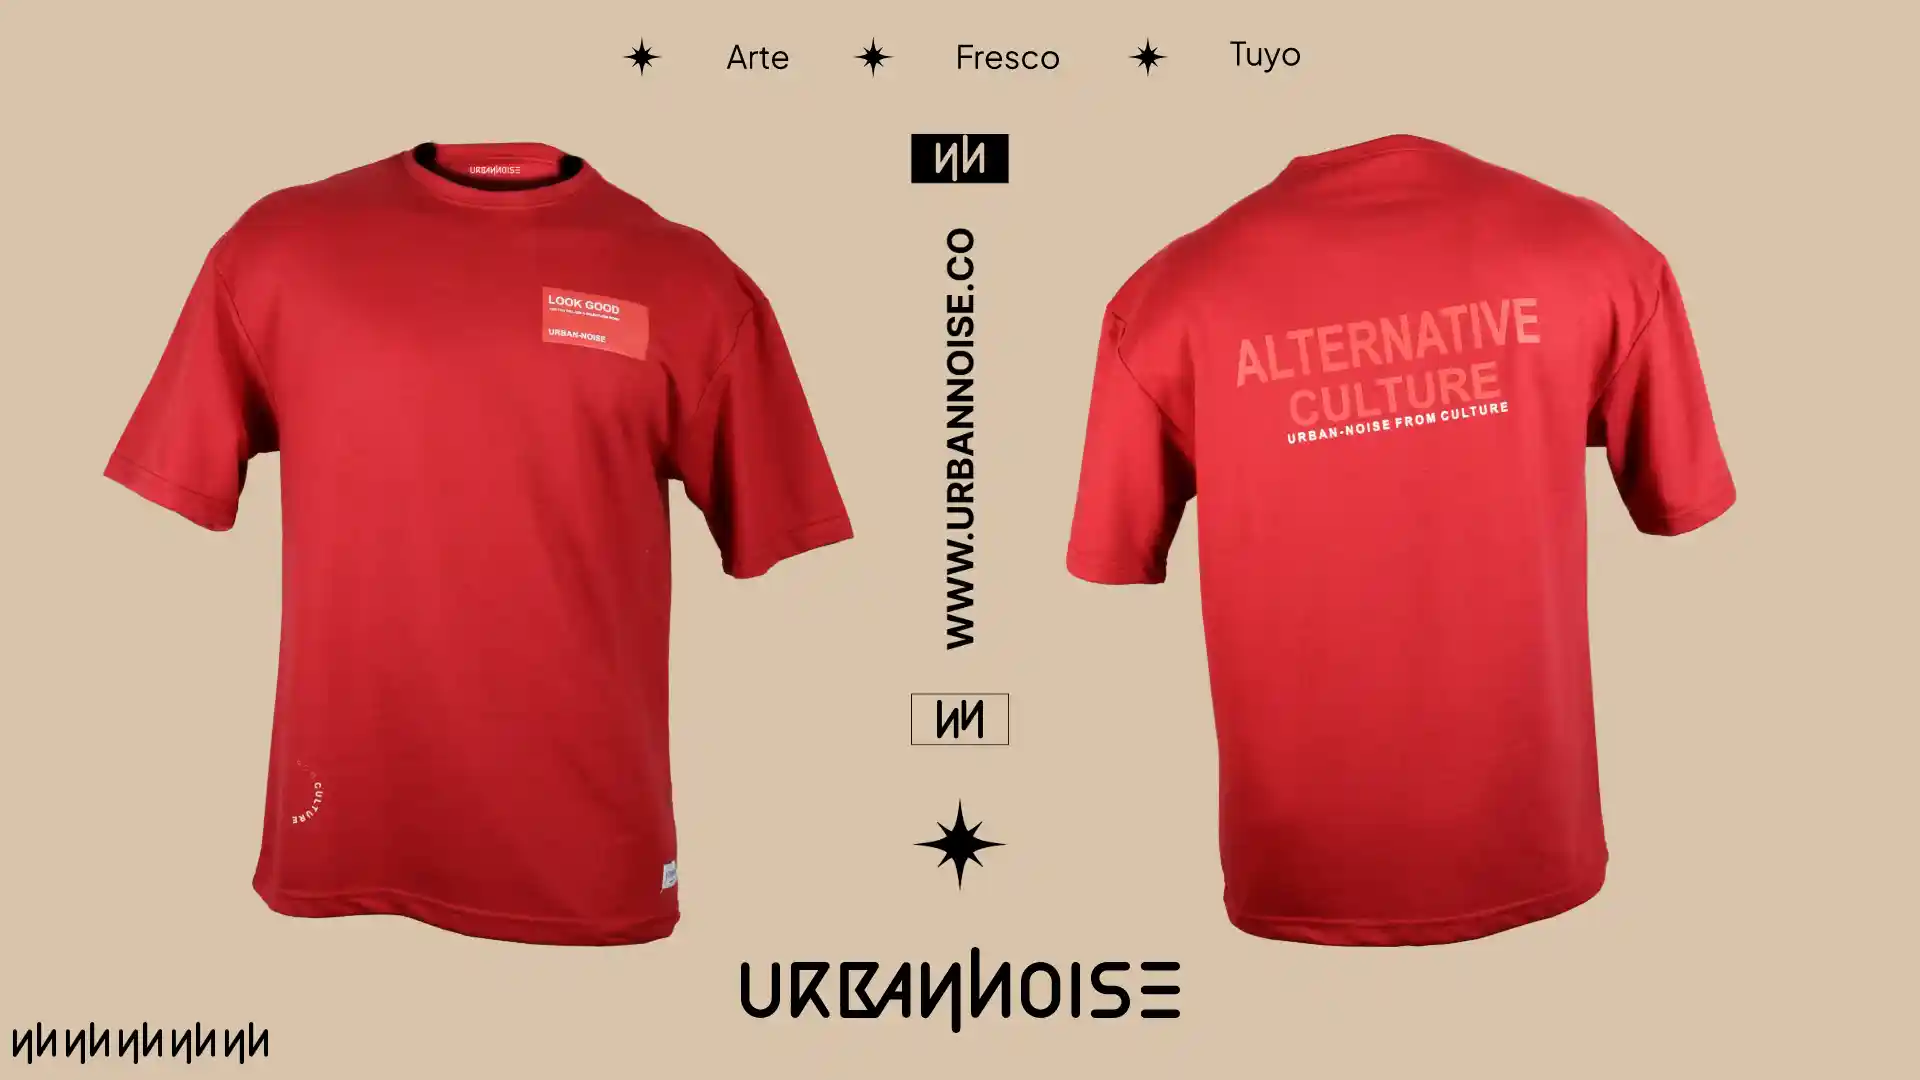 Arte
Fresco
Tuyo
URBANNOISE
LOOK GOOD
URBAN-NOISE
CULTURE
WWW.URBANNOISE.CO
ALTERNATIVE
CULTURE
URBAN-NOISE FROM CULTURE
URBANNOISE